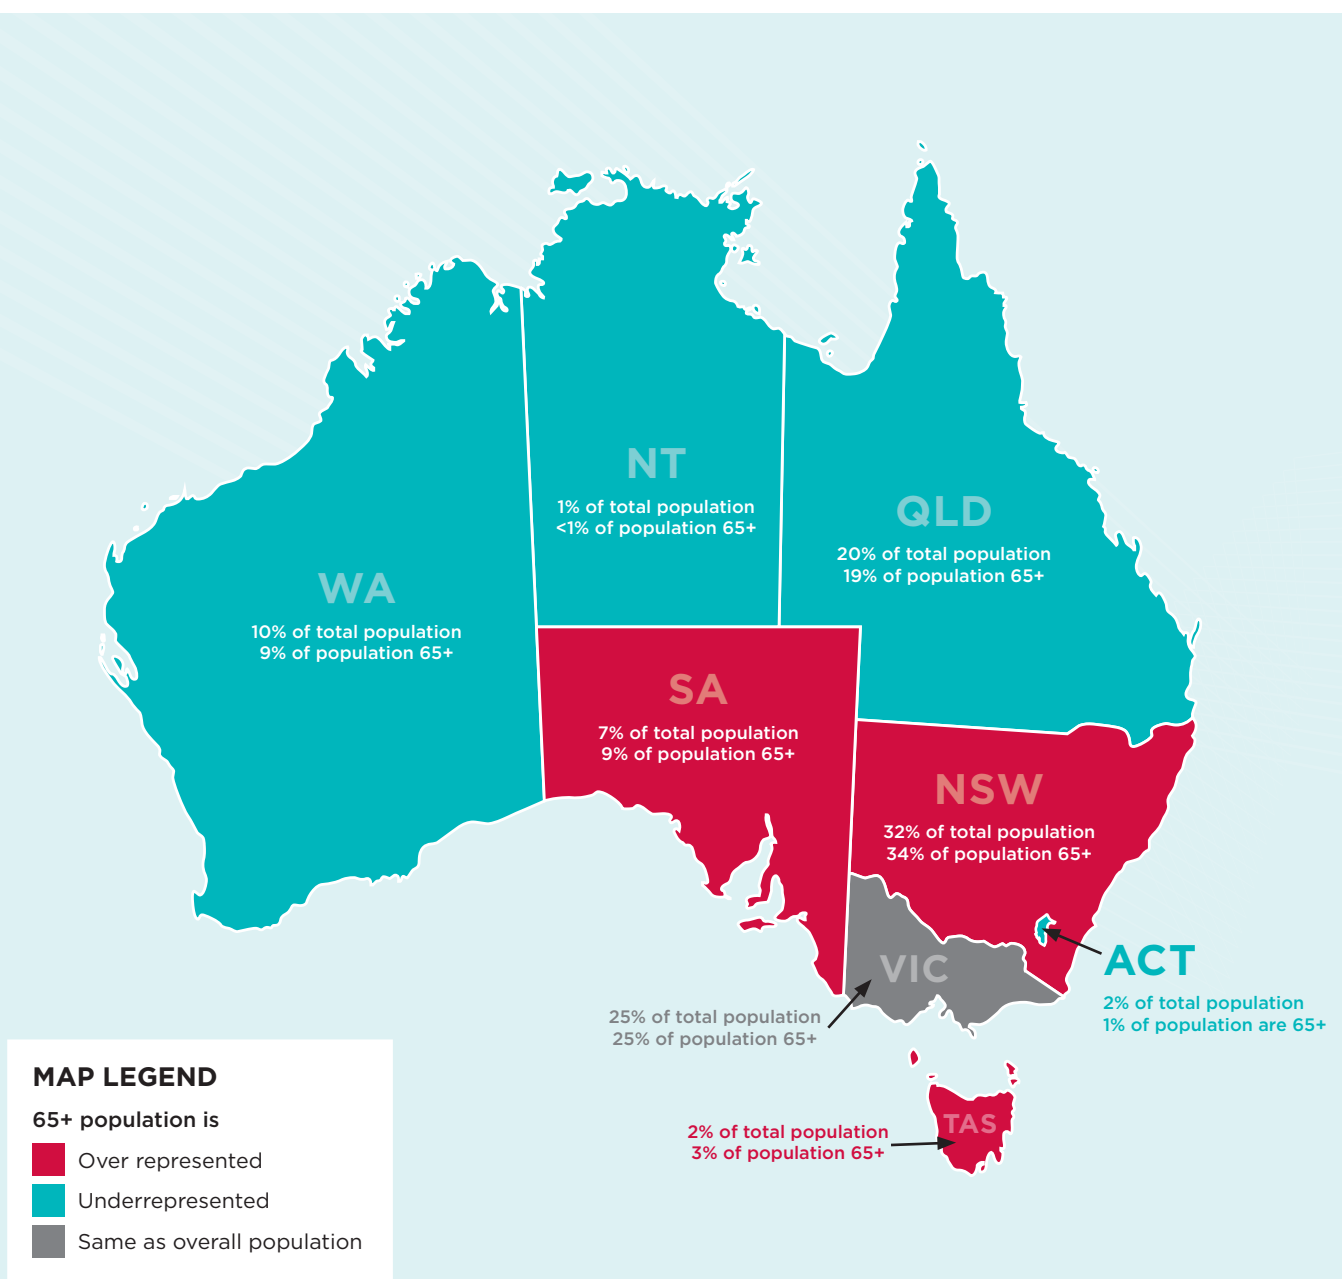 NT
1% of total population
<1% of population 65+
QLD
20% of total population
19% of population 65+
WA
10% of total population
9% of population 65+
SA
7% of total population
9% of population 65+
NSW
32% of total population
34% of population 65+
VIC
25% of total population
25% of population 65+
ACT
2% of total population
1% of population are 65+
TAS
2% of total population
3% of population 65+
MAP LEGEND
65+ population is
Over represented
Underrepresented
Same as overall population